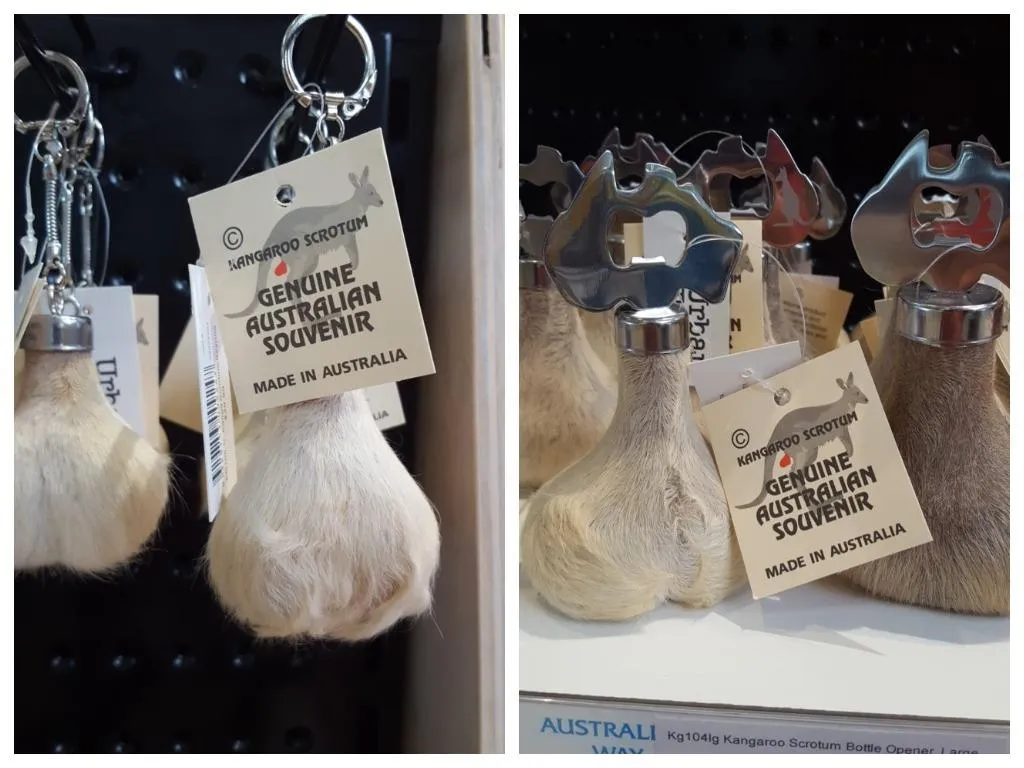 ©
KANGAROO SCROTUM
GENUINE
AUSTRALIAN
SOUVENIR
MADE IN AUSTRALIA
©
KANGAROO SCROTUM
GENUINE
AUSTRALIAN
SOUVENIR
MADE IN AUSTRALIA
AUSTRALI
WAY
Kg104lg Kangaroo Scrotum Bottle Opener, Large